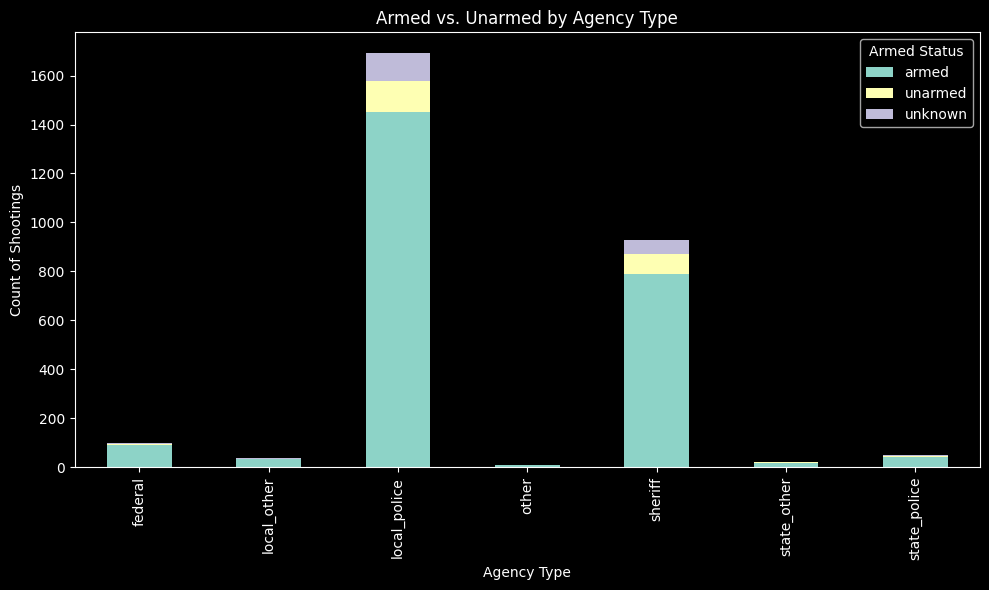 Armed vs. Unarmed by Agency Type
Armed Status
armed
unarmed
unknown
Count of Shootings
1600
1400
1200
1000
800
600
400
200
0
federal
local_other
local_police
other
sheriff
state_other
state_police
Agency Type